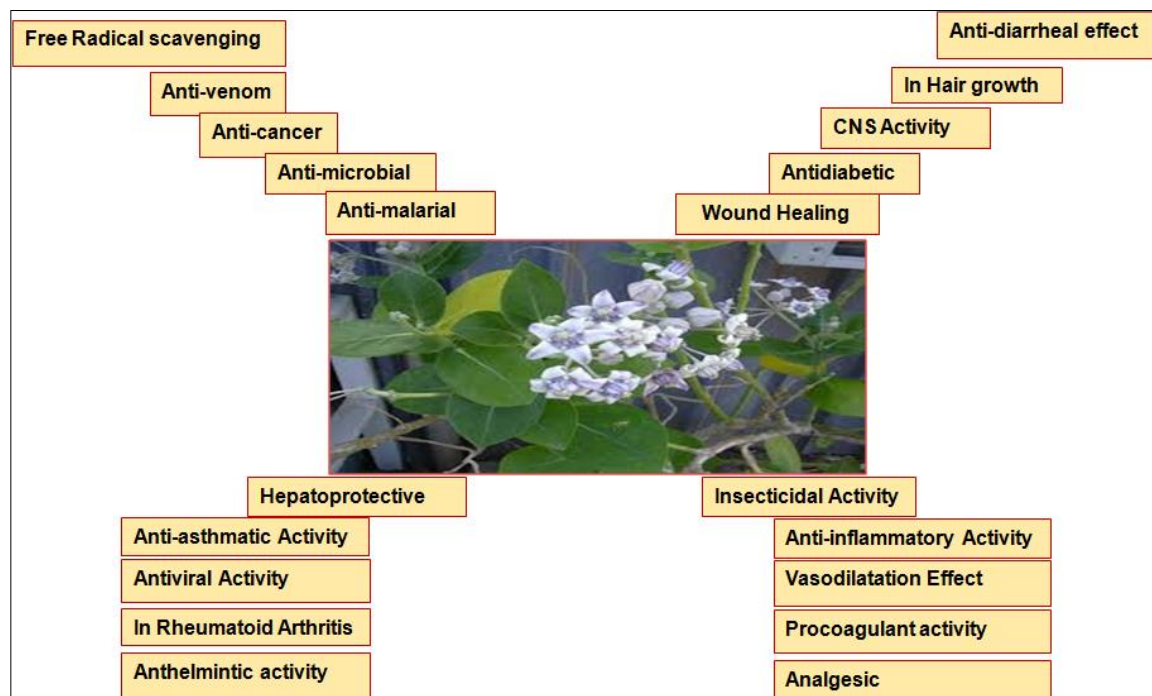 Free Radical scavenging
Anti-venom
Anti-cancer
Anti-microbial
Anti-malarial
Anti-diarrheal effect
In Hair growth
CNS Activity
Antidiabetic
Wound Healing
Hepatoprotective
Anti-asthmatic Activity
Antiviral Activity
In Rheumatoid Arthritis
Anthelmintic activity
Insecticidal Activity
Anti-inflammatory Activity
Vasodilatation Effect
Procoagulant activity
Analgesic